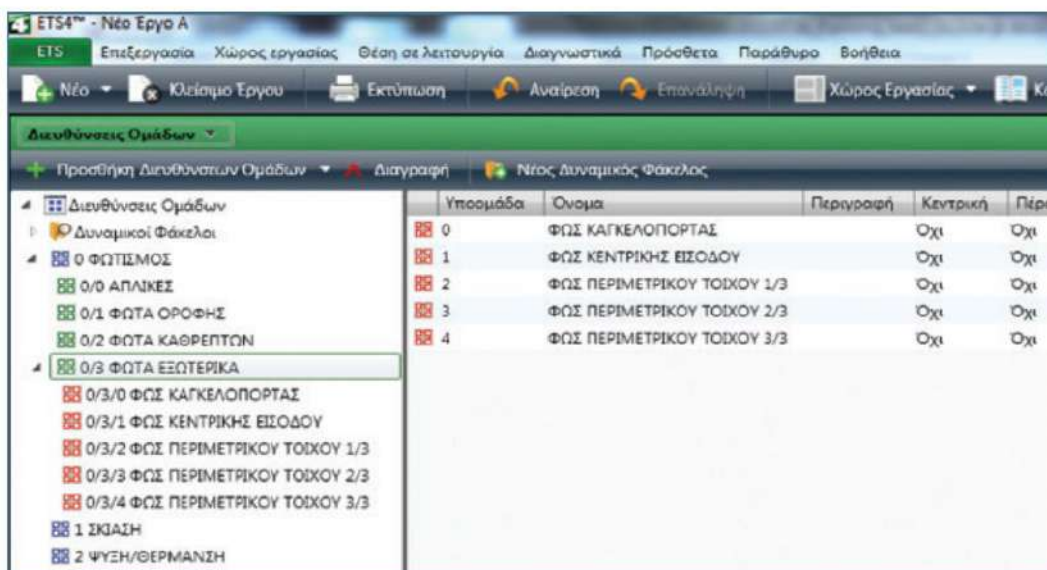 ETS4™ - Νέο Έργο Α
ETS Επεξεργασία Χώρος εργασίας Θέση σε λειτουργία Διαγνωστικά Πρόσθετα Παράθυρο Βοήθεια
Νέο Κλείσιμο Έργου Εκτύπωση Αναίρεση Επανάληψη Χώρος Εργασίας
Διευθύνσεις Ομάδων
Προσθήκη Διευθύνσεων Ομάδων Διαγραφή Νέος Δυναμικός Φάκελος
Διευθύνσεις Ομάδων
Δυναμικοί Φάκελοι
0 ΦΩΤΙΣΜΟΣ
0/0 ΑΠΛΙΚΕΣ
0/1 ΦΩΤΑ ΟΡΟΦΗΣ
0/2 ΦΩΤΑ ΚΑΘΡΕΠΤΩΝ
0/3 ΦΩΤΑ ΕΞΩΤΕΡΙΚΑ
0/3/0 ΦΩΣ ΚΑΓΚΕΛΟΠΟΡΤΑΣ
0/3/1 ΦΩΣ ΚΕΝΤΡΙΚΗΣ ΕΙΣΟΔΟΥ
0/3/2 ΦΩΣ ΠΕΡΙΜΕΤΡΙΚΟΥ ΤΟΙΧΟΥ 1/3
0/3/3 ΦΩΣ ΠΕΡΙΜΕΤΡΙΚΟΥ ΤΟΙΧΟΥ 2/3
0/3/4 ΦΩΣ ΠΕΡΙΜΕΤΡΙΚΟΥ ΤΟΙΧΟΥ 3/3
1 ΣΚΙΑΣΗ
2 ΨΥΞΗ/ΘΕΡΜΑΝΣΗ
Υποομάδα Όνομα Περιγραφή Κεντρική Πέρ
0 ΦΩΣ ΚΑΓΚΕΛΟΠΟΡΤΑΣ Όχι Όχι
1 ΦΩΣ ΚΕΝΤΡΙΚΗΣ ΕΙΣΟΔΟΥ Όχι Όχι
2 ΦΩΣ ΠΕΡΙΜΕΤΡΙΚΟΥ ΤΟΙΧΟΥ 1/3 Όχι Όχι
3 ΦΩΣ ΠΕΡΙΜΕΤΡΙΚΟΥ ΤΟΙΧΟΥ 2/3 Όχι Όχι
4 ΦΩΣ ΠΕΡΙΜΕΤΡΙΚΟΥ ΤΟΙΧΟΥ 3/3 Όχι Όχι